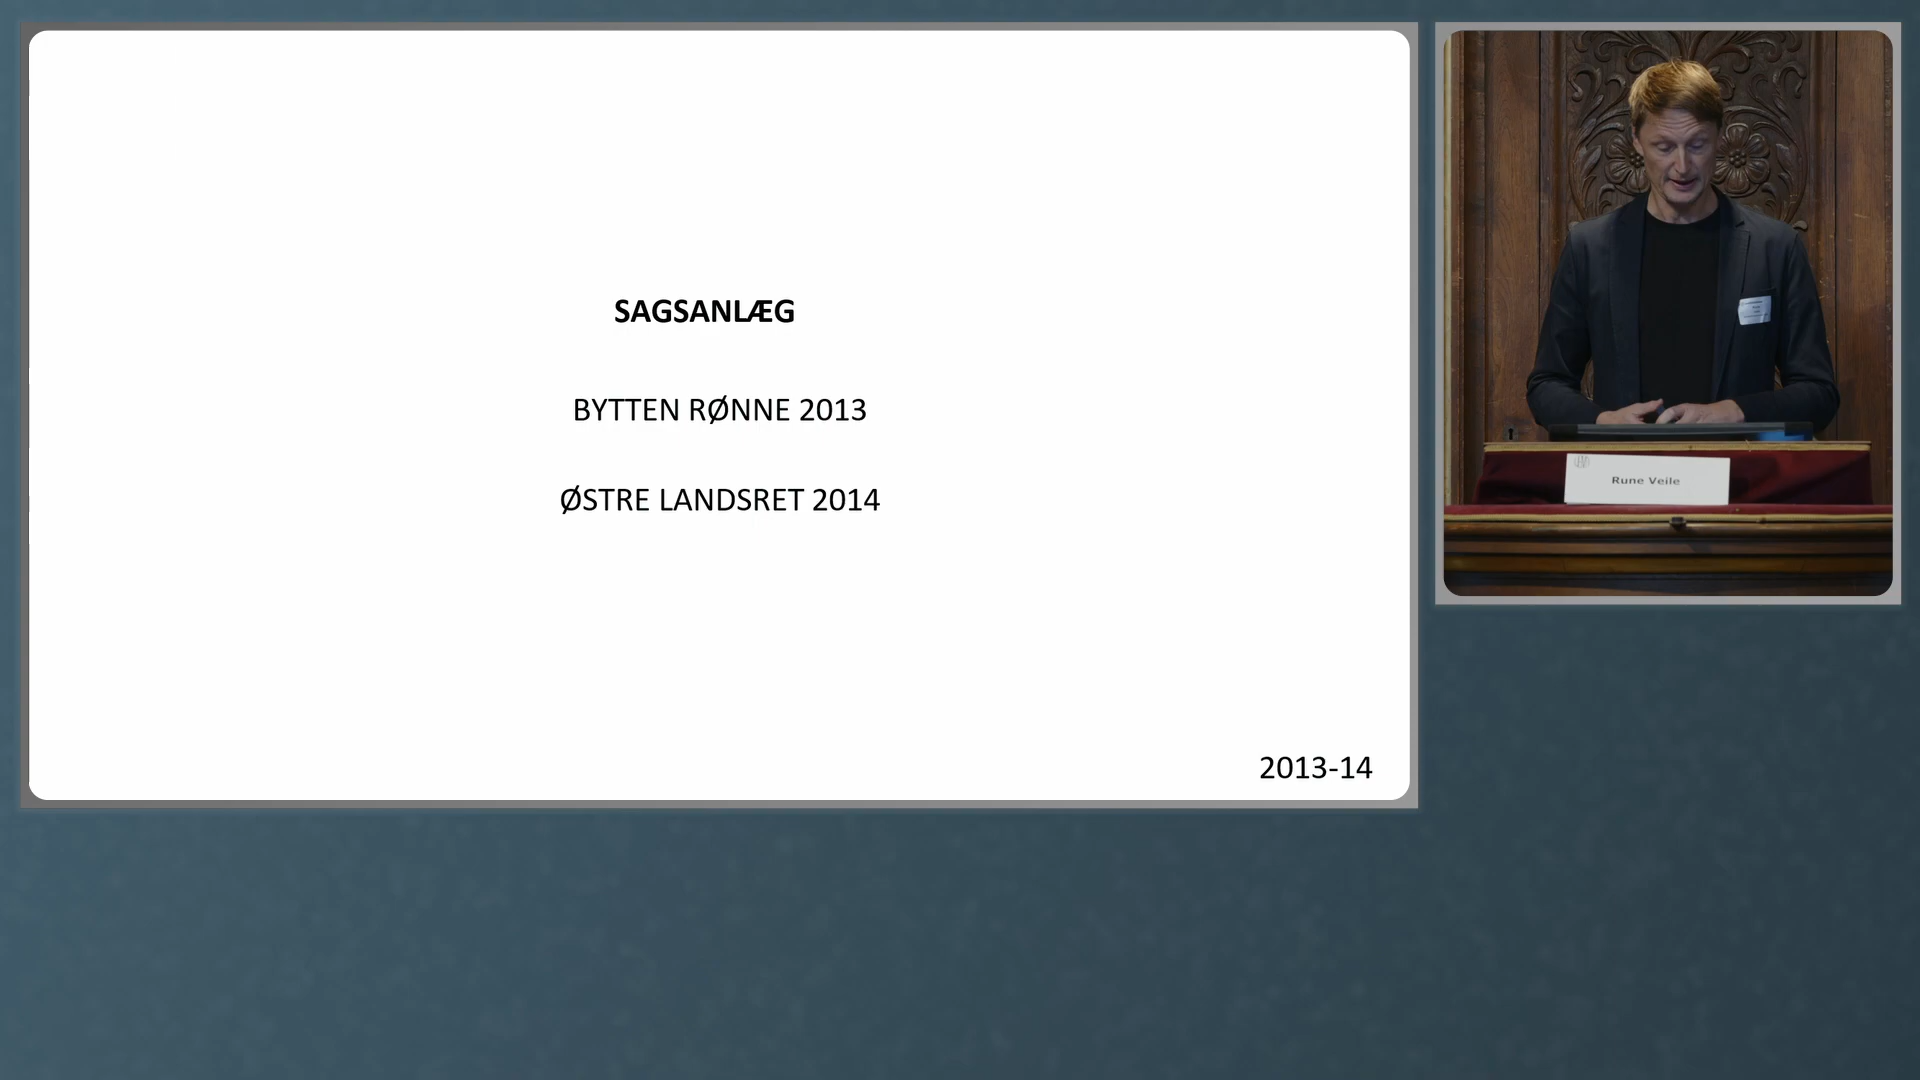 SAGSANLÆG
BYTTEN RØNNE 2013
ØSTRE LANDSRET 2014
2013-14
Rune Veile